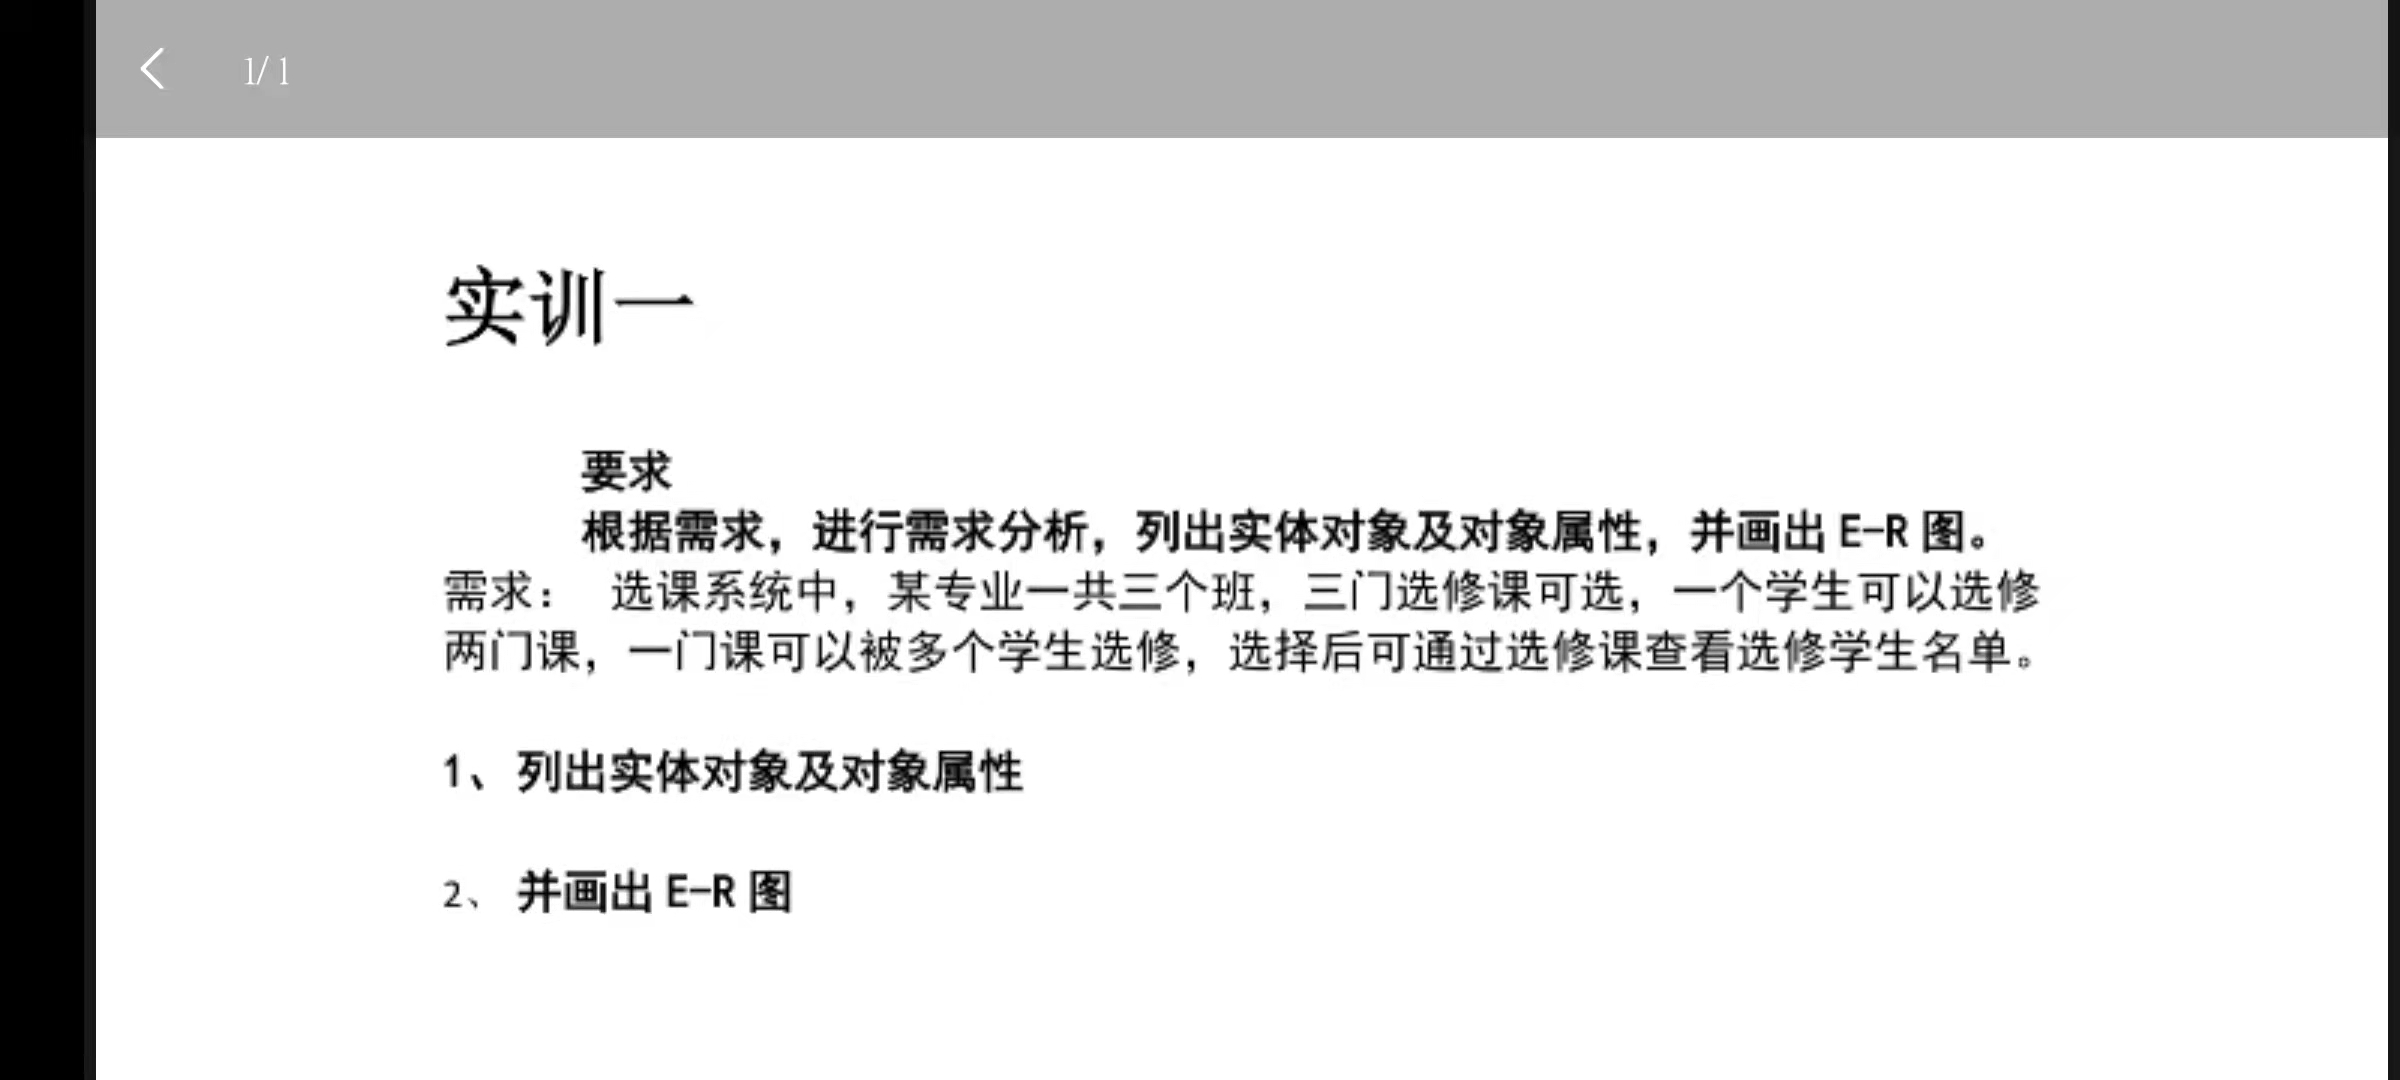 1/ 1
实训一
要求
根据需求，进行需求分析，列出实体对象及对象属性，并画出 E-R 图。
需求： 选课系统中，某专业一共三个班，三门选修课可选，一个学生可以选修
两门课，一门课可以被多个学生选修，选择后可通过选修课查看选修学生名单。
1、列出实体对象及对象属性
2、并画出 E-R 图